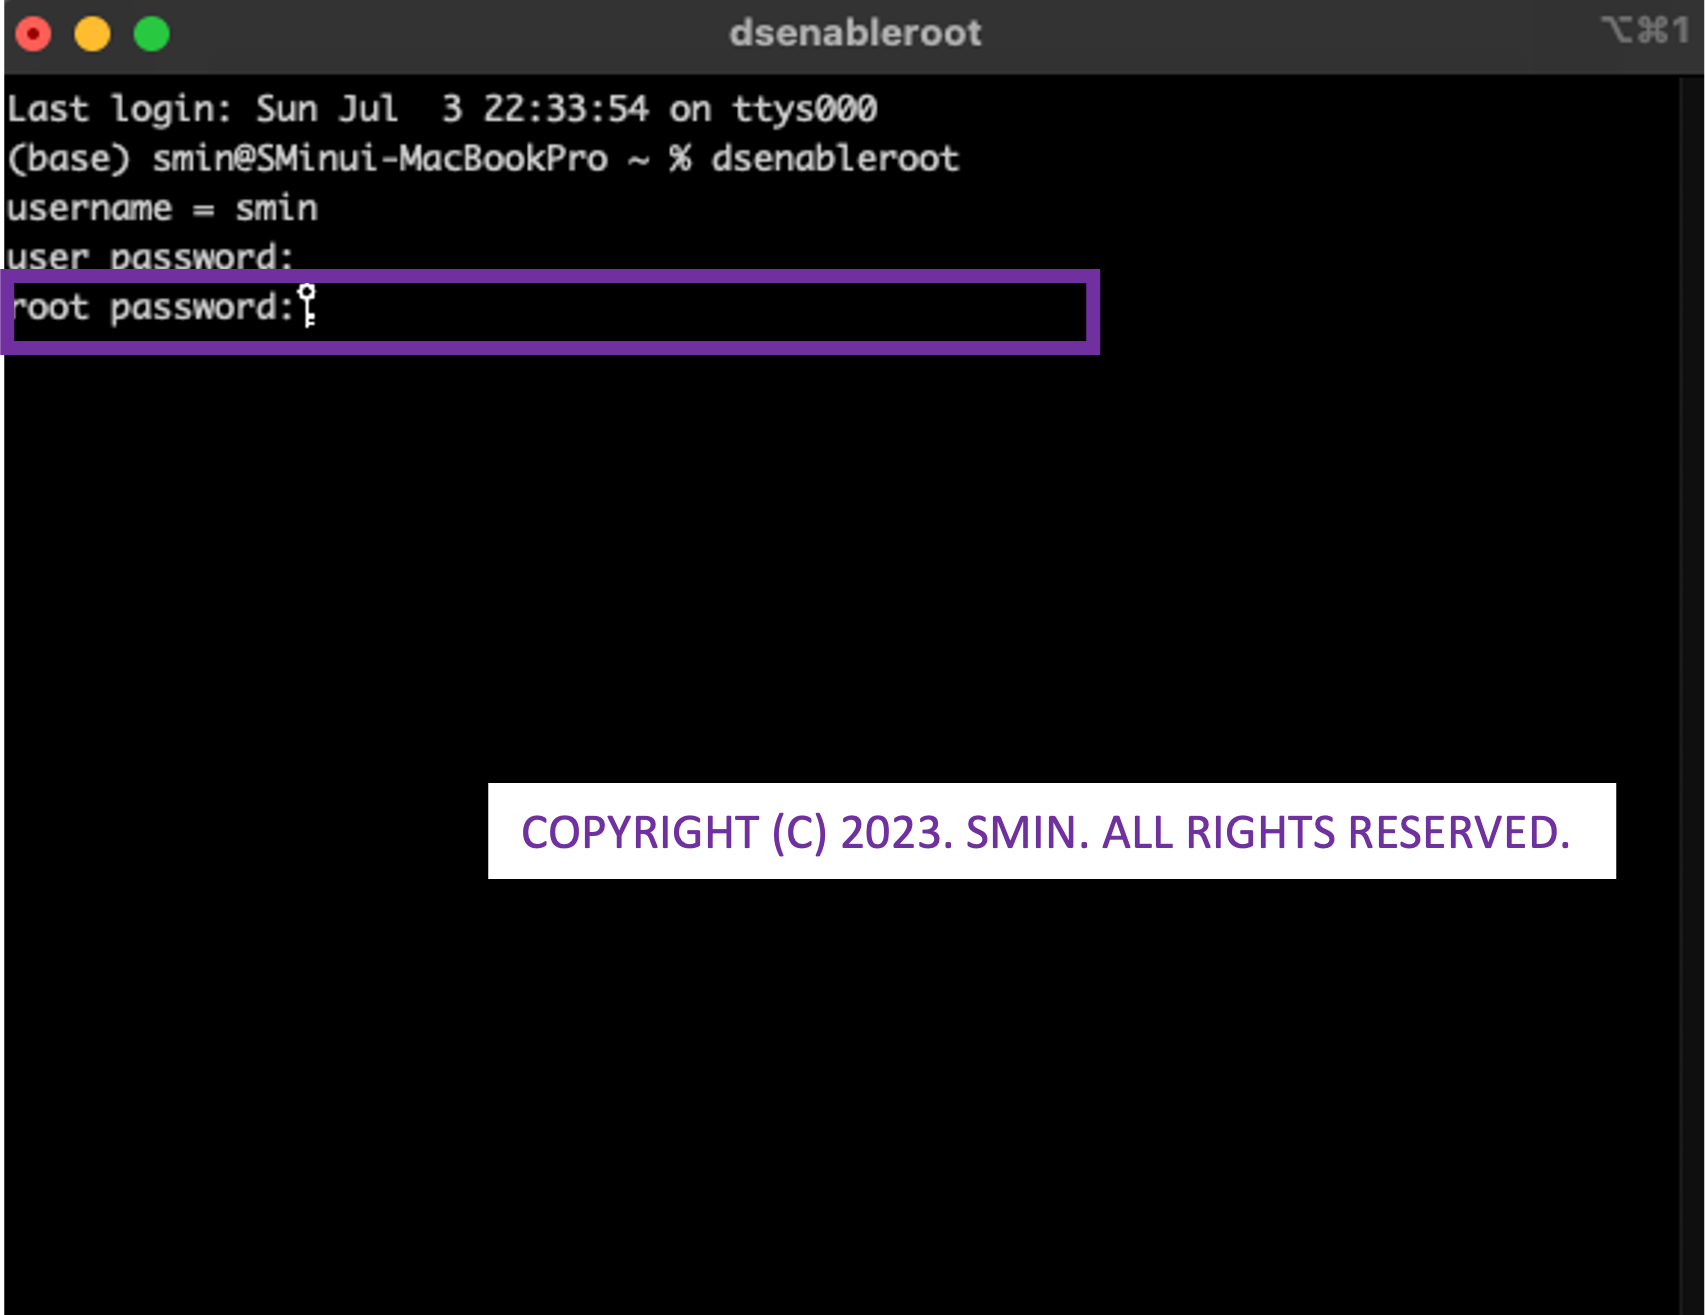 dsenableroot
⌥⌘1
Last login: Sun Jul  3 22:33:54 on ttys000
(base) smin@SMinui-MacBookPro ~ % dsenableroot
username = smin
user password:
root password:
COPYRIGHT (C) 2023. SMIN. ALL RIGHTS RESERVED.